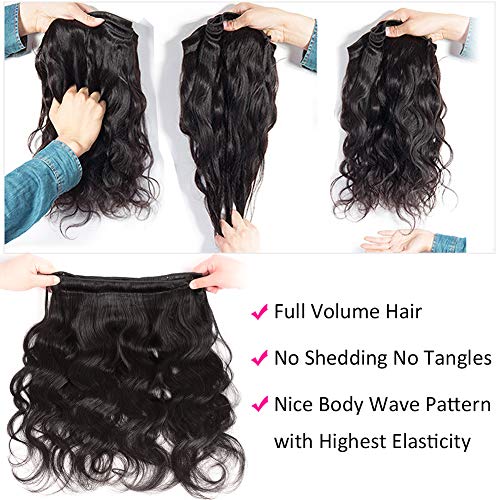 Full Volume Hair
No Shedding No Tangles
Nice Body Wave Pattern
with Highest Elasticity